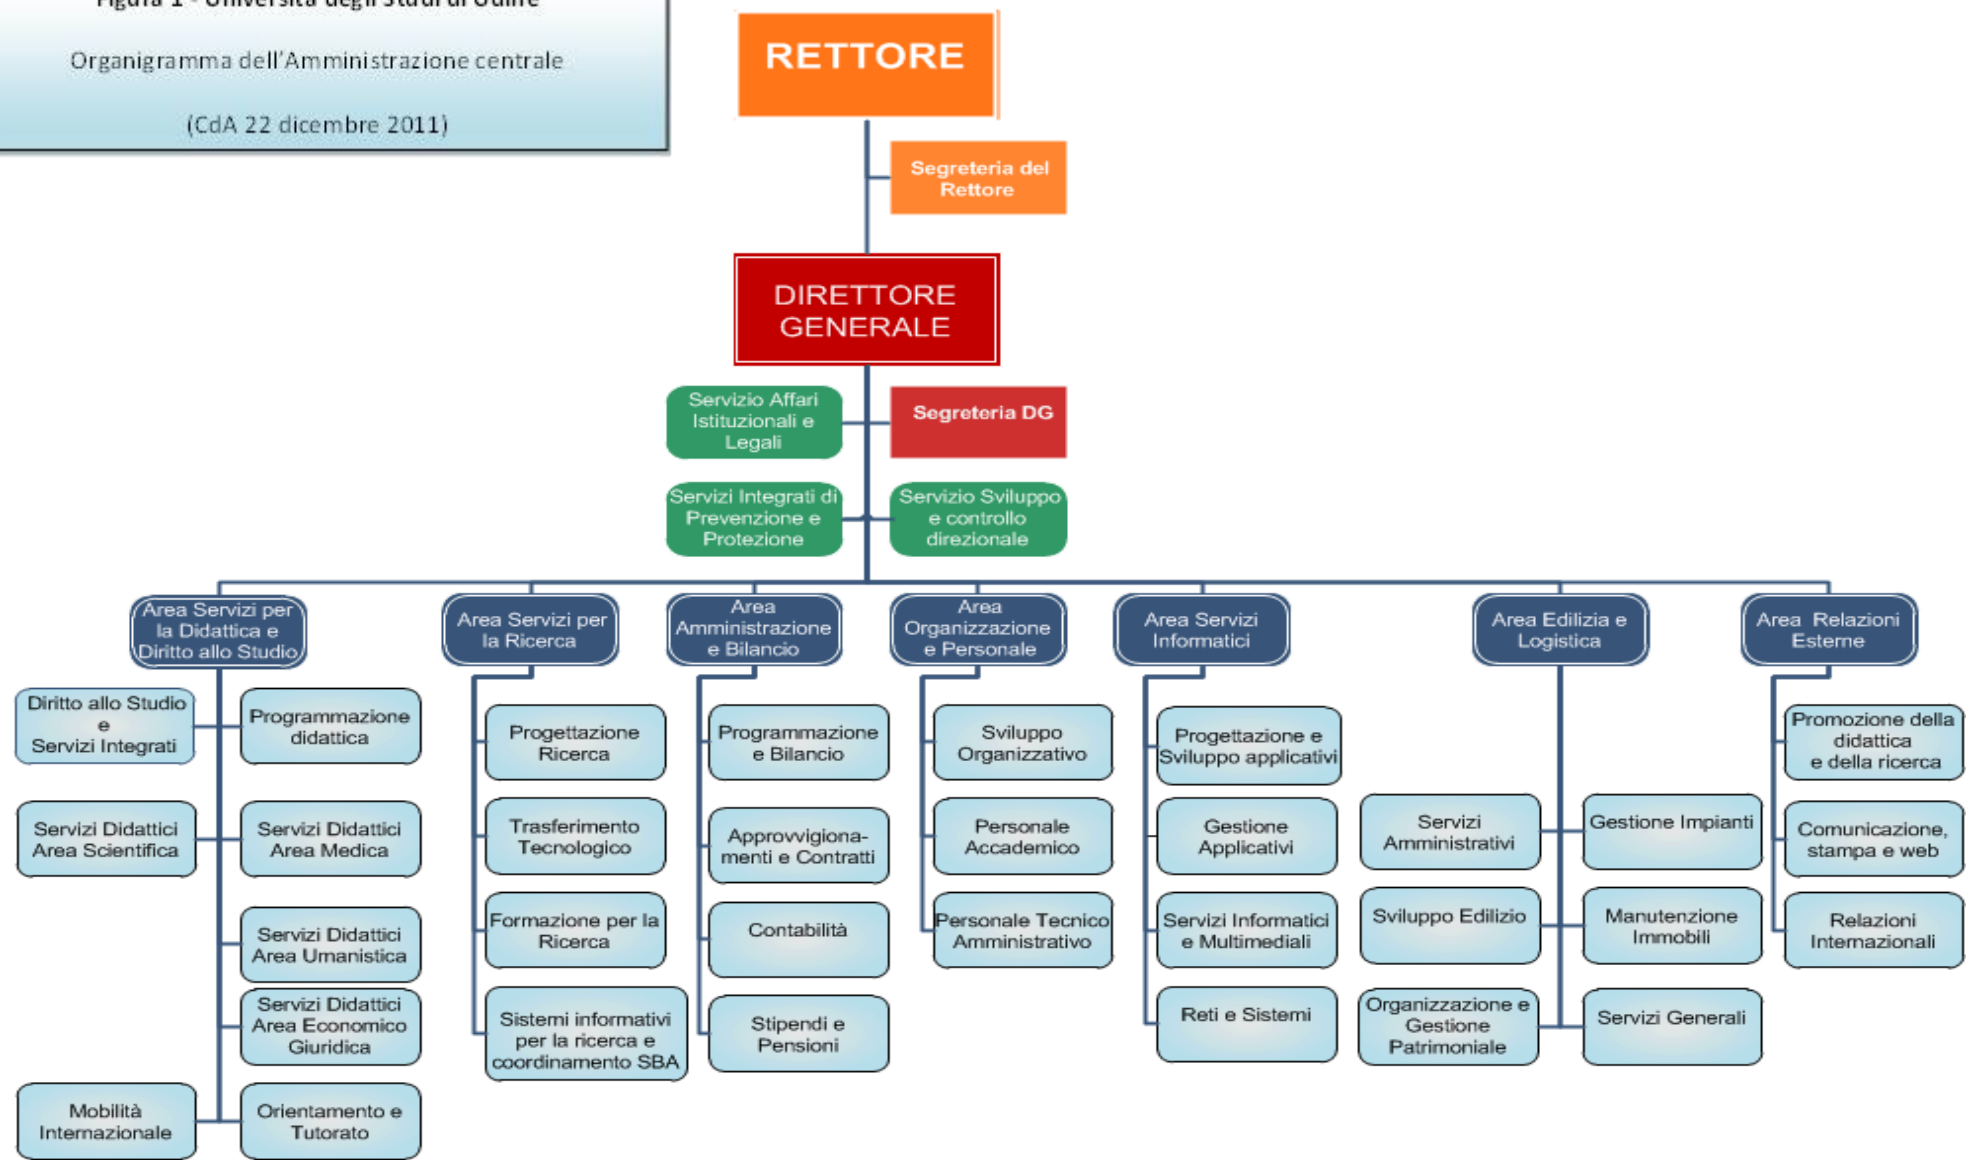 Figura 1 - Università degli Studi di Udine
Organigramma dell'Amministrazione centrale
(CdA 22 dicembre 2011)
RETTORE
Segreteria del
Rettore
DIRETTORE
GENERALE
Servizio Affari
Istituzionali e
Legali
Segreteria DG
Servizi Integrati di
Prevenzione e
Protezione
Servizio Sviluppo
e controllo
direzionale
Area Servizi per
la Didattica e
Diritto allo Studio
Area Servizi per
la Ricerca
Area
Amministrazione
e Bilancio
Area
Organizzazione
e Personale
Area Servizi
Informatici
Area Edilizia e
Logistica
Area Relazioni
Esterne
Diritto allo Studio
e
Servizi Integrati
Programmazione
didattica
Servizi Didattici
Area Scientifica
Servizi Didattici
Area Medica
Servizi Didattici
Area Umanistica
Servizi Didattici
Area Economico
Giuridica
Mobilità
Internazionale
Orientamento e
Tutorato
Progettazione
Ricerca
Trasferimento
Tecnologico
Formazione per la
Ricerca
Sistemi informativi
per la ricerca e
coordinamento SBA
Programmazione
e Bilancio
Approvvigiona-
menti e Contratti
Contabilità
Stipendi e
Pensioni
Sviluppo
Organizzativo
Personale
Accademico
Personale Tecnico
Amministrativo
Progettazione e
Sviluppo applicativi
Gestione
Applicativi
Servizi Informatici
e Multimediali
Reti e Sistemi
Servizi
Amministrativi
Gestione Impianti
Sviluppo Edilizio
Manutenzione
Immobili
Organizzazione e
Gestione
Patrimoniale
Servizi Generali
Promozione della
didattica
e della ricerca
Comunicazione,
stampa e web
Relazioni
Internazionali